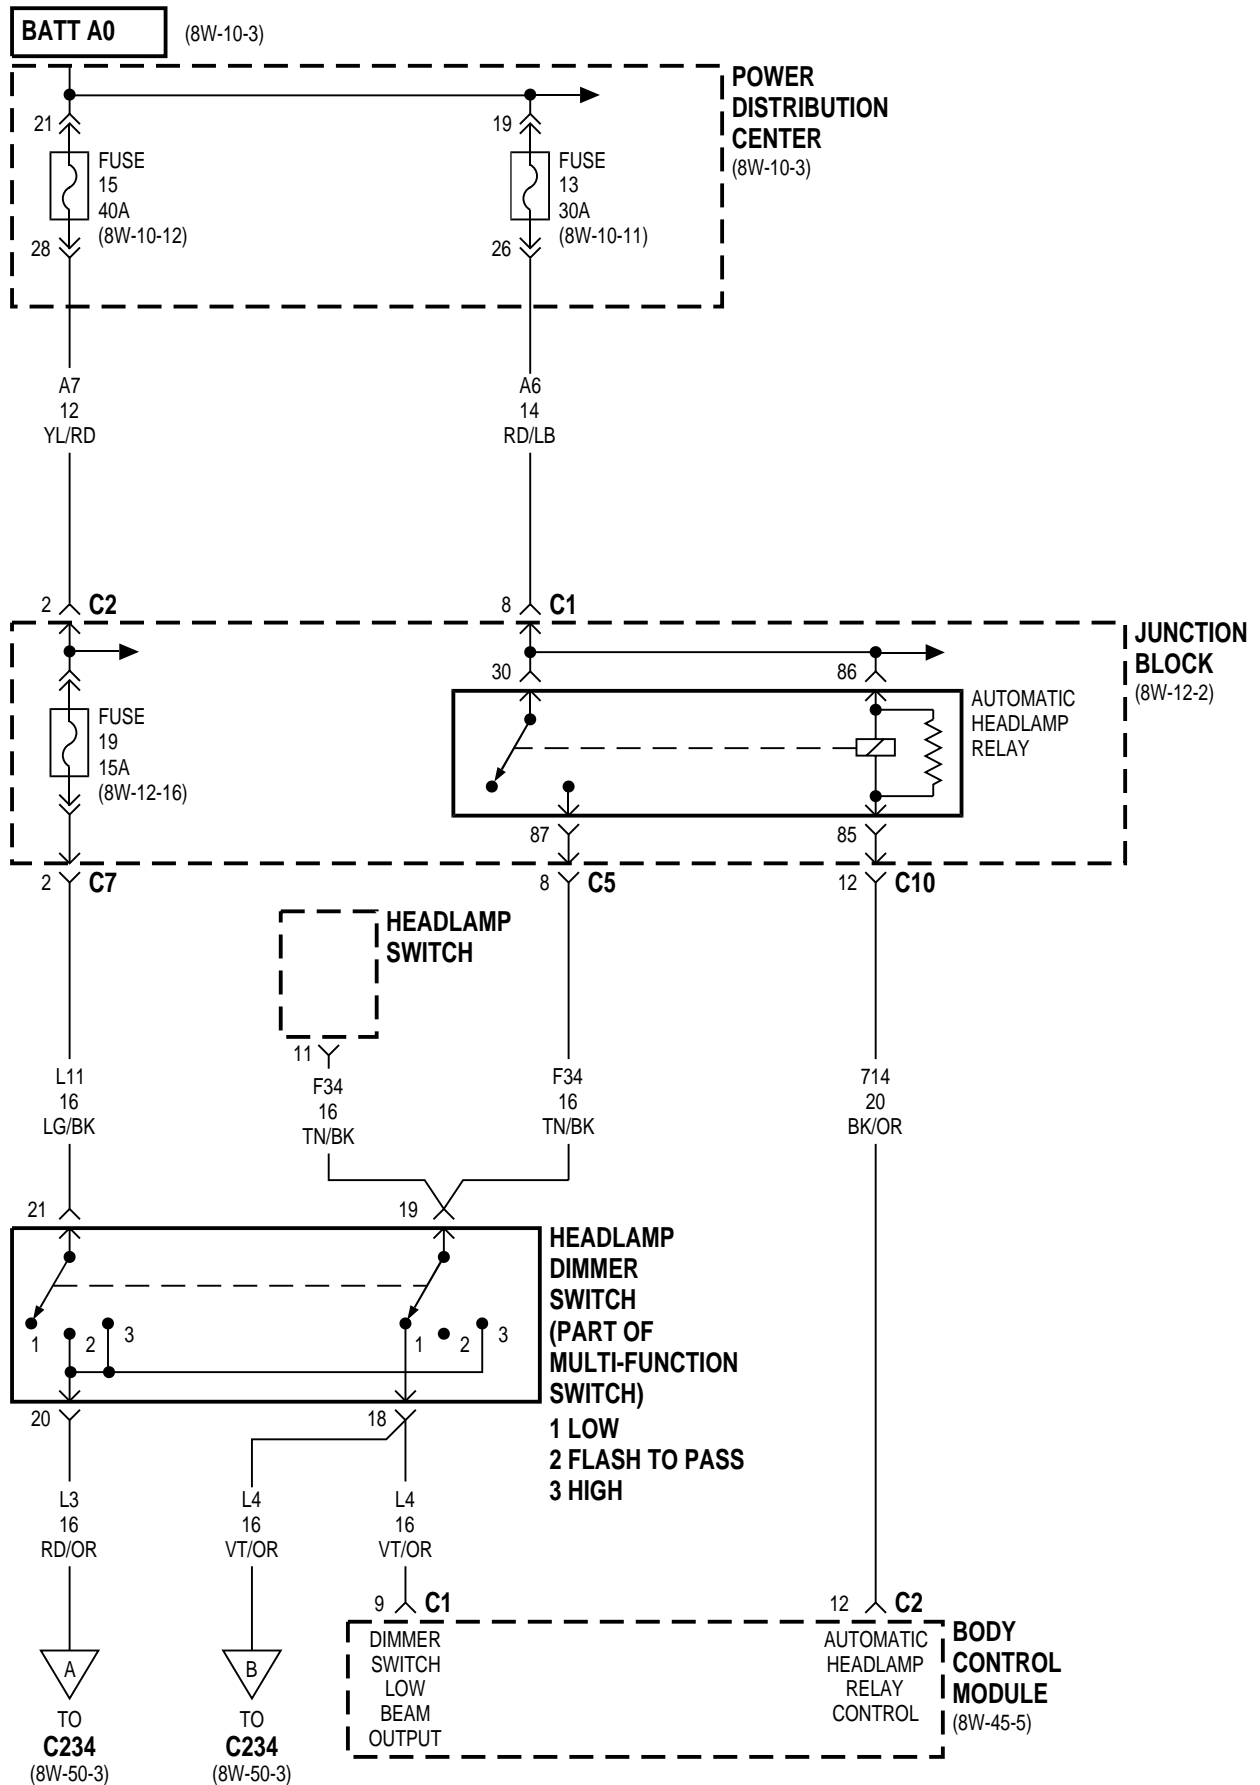 BATT A0
(8W-10-3)
POWER
DISTRIBUTION
CENTER
(8W-10-3)
21
FUSE
15
40A
(8W-10-12)
28
19
FUSE
13
30A
(8W-10-11)
26
A7
12
YL/RD
A6
14
RD/LB
2
C2
8
C1
JUNCTION
BLOCK
(8W-12-2)
30
86
AUTOMATIC
HEADLAMP
RELAY
FUSE
19
15A
(8W-12-16)
87
85
2
C7
8
C5
12
C10
HEADLAMP
SWITCH
11
L11
16
LG/BK
F34
16
TN/BK
F34
16
TN/BK
714
20
BK/OR
21
19
HEADLAMP
DIMMER
SWITCH
(PART OF
MULTI-FUNCTION
SWITCH)
1 LOW
2 FLASH TO PASS
3 HIGH
1
2
3
1
2
3
20
18
L3
16
RD/OR
L4
16
VT/OR
L4
16
VT/OR
9
C1
12
C2
A
TO
C234
(8W-50-3)
B
TO
C234
(8W-50-3)
DIMMER
SWITCH
LOW
BEAM
OUTPUT
AUTOMATIC
HEADLAMP
RELAY
CONTROL
BODY
CONTROL
MODULE
(8W-45-5)